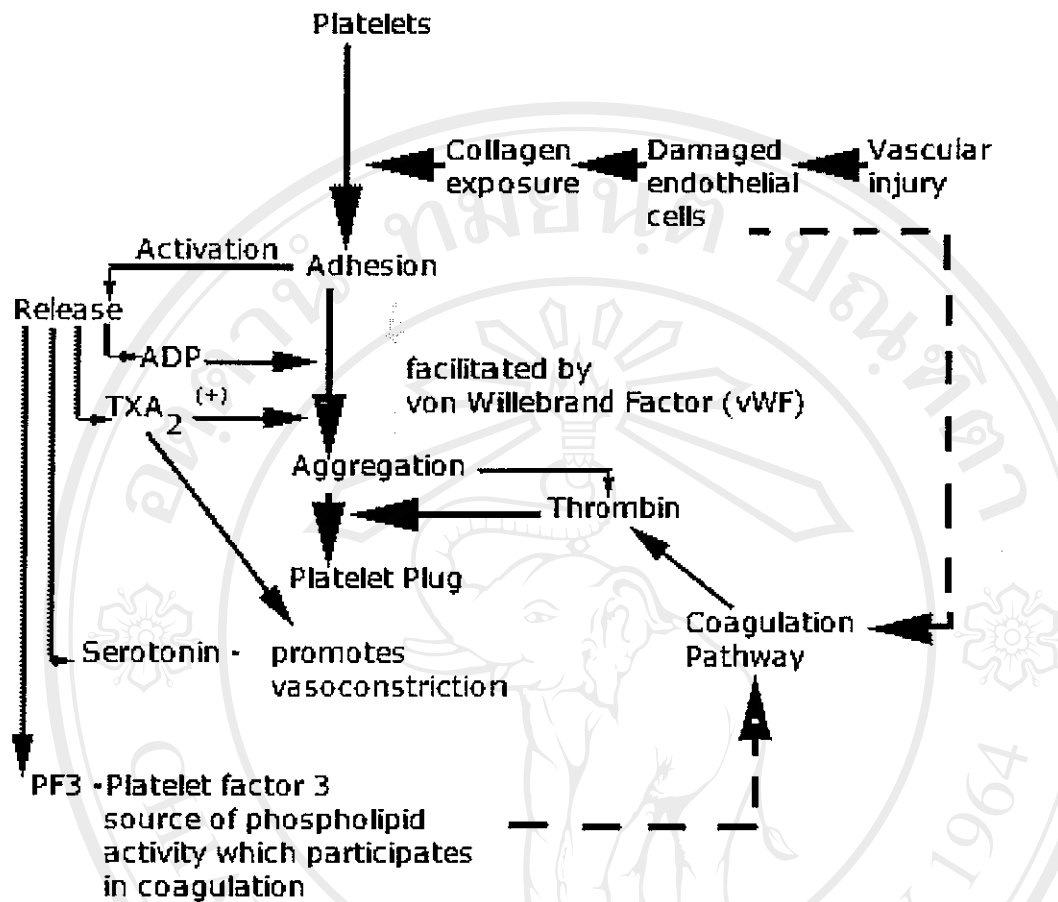 Platelets
Collagen
exposure
Damaged
endothelial
cells
Vascular
injury
Activation
Adhesion
Release
ADP
TXA2
(+)
facilitated by
von Willebrand Factor (vWF)
Aggregation
Thrombin
Platelet Plug
Coagulation
Pathway
Serotonin - promotes
vasoconstriction
PF3 - Platelet factor 3
source of phospholipid
activity which participates
in coagulation
1964